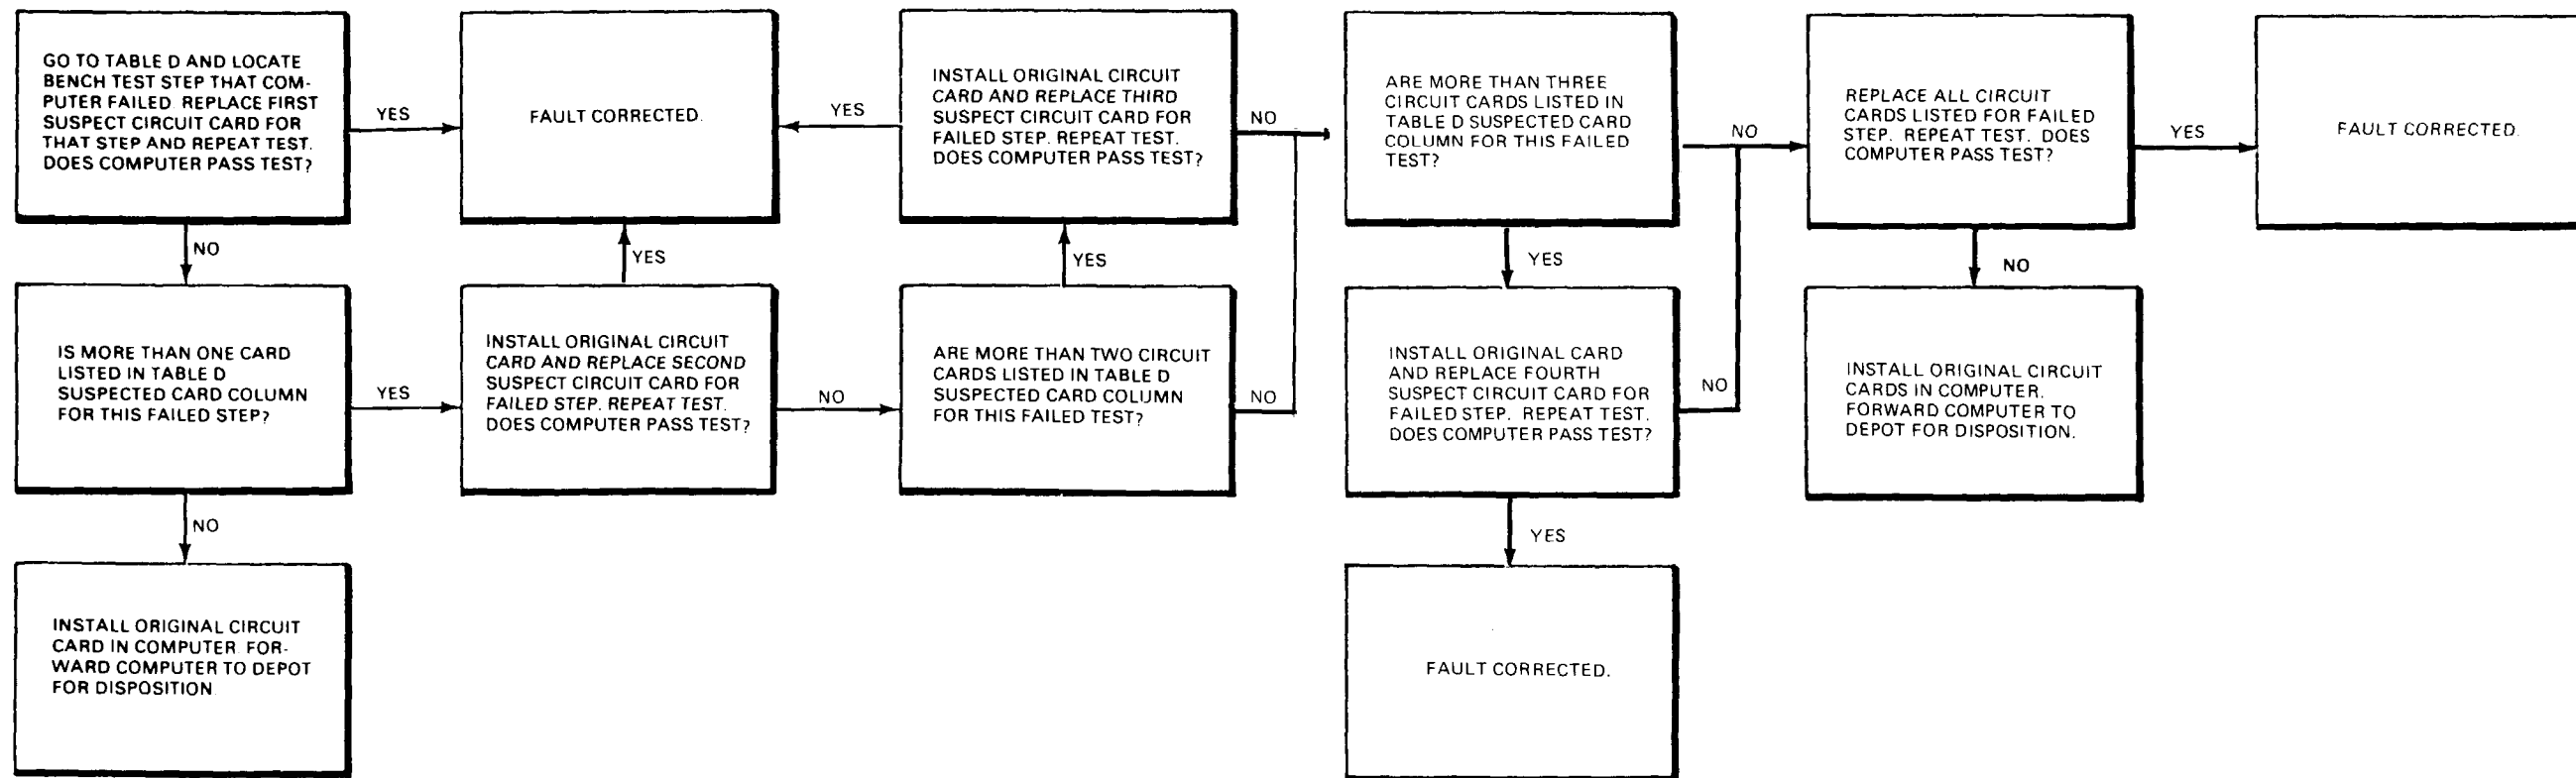 GO TO TABLE D AND LOCATE
BENCH TEST STEP THAT COM-
PUTER FAILED. REPLACE FIRST
SUSPECT CIRCUIT CARD FOR
THAT STEP AND REPEAT TEST.
DOES COMPUTER PASS TEST?
YES
FAULT CORRECTED.
YES
INSTALL ORIGINAL CIRCUIT
CARD AND REPLACE THIRD
SUSPECT CIRCUIT CARD FOR
FAILED STEP. REPEAT TEST.
DOES COMPUTER PASS TEST?
NO
ARE MORE THAN THREE
CIRCUIT CARDS LISTED IN
TABLE D SUSPECTED CARD
COLUMN FOR THIS FAILED
TEST?
NO
REPLACE ALL CIRCUIT
CARDS LISTED FOR FAILED
STEP. REPEAT TEST. DOES
COMPUTER PASS TEST?
YES
FAULT CORRECTED.
NO
YES
YES
YES
NO
IS MORE THAN ONE CARD
LISTED IN TABLE D
SUSPECTED CARD COLUMN
FOR THIS FAILED STEP?
YES
INSTALL ORIGINAL CIRCUIT
CARD AND REPLACE SECOND
SUSPECT CIRCUIT CARD FOR
FAILED STEP. REPEAT TEST.
DOES COMPUTER PASS TEST?
NO
ARE MORE THAN TWO CIRCUIT
CARDS LISTED IN TABLE D
SUSPECTED CARD COLUMN
FOR THIS FAILED TEST?
NO
INSTALL ORIGINAL CARD
AND REPLACE FOURTH
SUSPECT CIRCUIT CARD FOR
FAILED STEP. REPEAT TEST.
DOES COMPUTER PASS TEST?
NO
INSTALL ORIGINAL CIRCUIT
CARDS IN COMPUTER.
FORWARD COMPUTER TO
DEPOT FOR DISPOSITION.
NO
YES
INSTALL ORIGINAL CIRCUIT
CARD IN COMPUTER FOR-
WARD COMPUTER TO DEPOT
FOR DISPOSITION
FAULT CORRECTED.